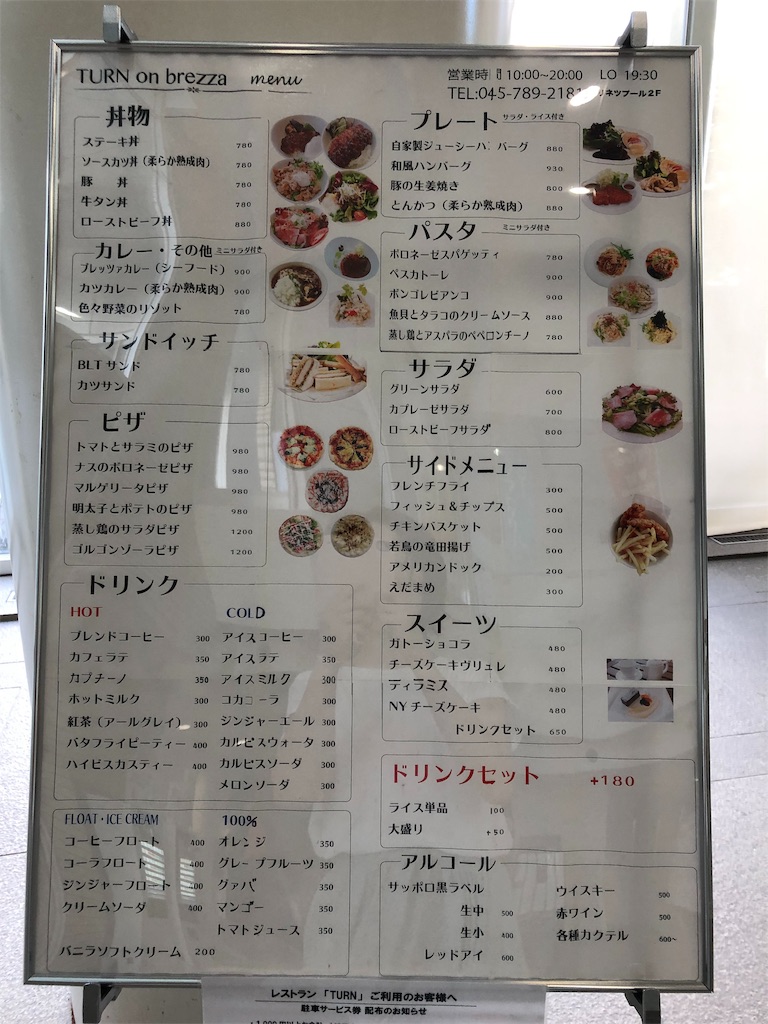 TURN on brezza menu
営業時間 10:00~20:00 LO 19:30
TEL:045-789-2181 リネツプール2F
丼物
ステーキ丼 780
ソースカツ丼(柔らか熟成肉) 780
豚 丼 780
牛タン丼 780
ローストビーフ丼 880
カレー・その他 ミニサラダ付き
ブレッツァカレー(シーフード) 900
カツカレー(柔らか熟成肉) 900
色々野菜のリゾット 780
サンドイッチ
BLTサンド 780
カツサンド 780
ピザ
トマトとサラミのピザ 980
ナスのボロネーゼピザ 980
マルゲリータピザ 980
明太子とポテトのピザ 980
蒸し鶏のサラダピザ 1200
ゴルゴンゾーラピザ 1200
ドリンク
HOT
ブレンドコーヒー 300
カフェラテ 350
カプチーノ 350
ホットミルク 300
紅茶(アールグレイ) 300
バタフライピーティー 400
ハイビスカスティー 400
COLD
アイスコーヒー 300
アイスラテ 350
アイスミルク 300
コカコーラ 300
ジンジャーエール 300
カルピスウォータ 300
カルピスソーダ 300
メロンソーダ 300
FLOAT・ICE CREAM
コーヒーフロート 400
コーラフロート 400
ジンジャーフロート 400
クリームソーダ 400
バニラソフトクリーム 200
100%
オレンジ 350
グレープフルーツ 350
グァバ 350
マンゴー 350
トマトジュース 350
プレート サラダ・ライス付き
自家製ジューシーハンバーグ 880
和風ハンバーグ 930
豚の生姜焼き 800
とんかつ(柔らか熟成肉) 880
パスタ ミニサラダ付き
ボロネーゼスパゲッティ 780
ペスカトーレ 900
ボンゴレビアンコ 900
魚貝とタラコのクリームソース 880
蒸し鶏とアスパラのペペロンチーノ 780
サラダ
グリーンサラダ 600
カプレーゼサラダ 700
ローストビーフサラダ 800
サイドメニュー
フレンチフライ 300
フィッシュ&チップス 500
チキンバスケット 500
若鳥の竜田揚げ 500
アメリカンドック 200
えだまめ 300
スイーツ
ガトーショコラ 480
チーズケーキヴリュレ 480
ティラミス 480
NYチーズケーキ 480
ドリンクセット 650
ドリンクセット +180
ライス単品 100
大盛り +50
アルコール
サッポロ黒ラベル
生中 500
生小 400
レッドアイ 600
ウイスキー 500
赤ワイン 500
各種カクテル 600~
レストラン「TURN」ご利用のお客様へ
駐車サービス券 配布のお知らせ